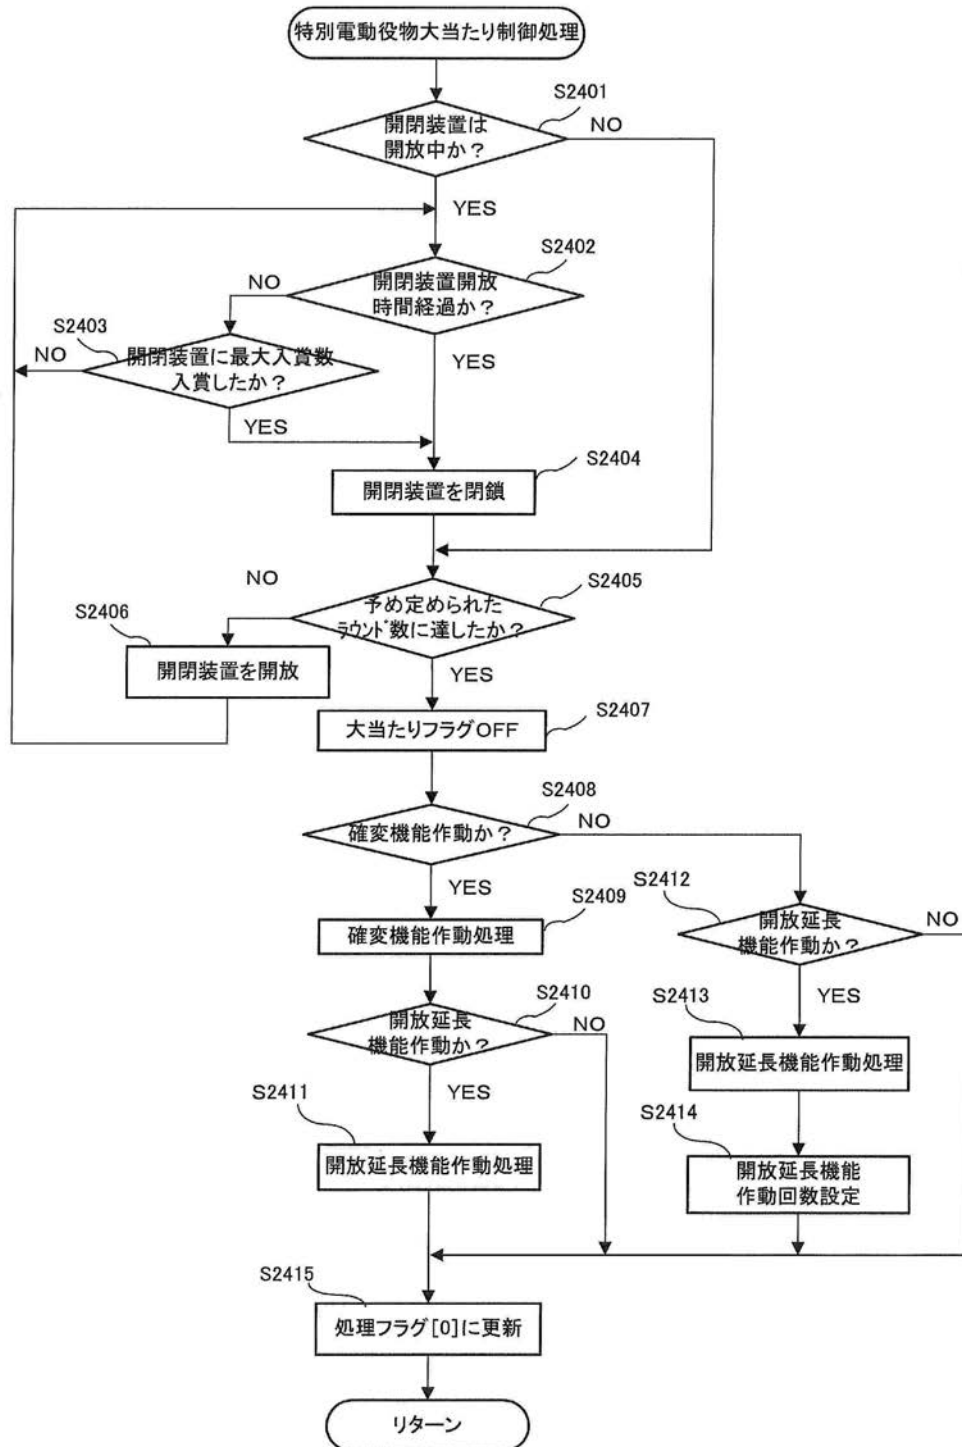 特別電動役物大当たり制御処理
S2401
開閉装置は
開放中か？
NO
YES
S2402
開閉装置開放
時間経過か？
NO
YES
S2403
開閉装置に最大入賞数
入賞したか？
NO
YES
S2404
開閉装置を閉鎖
S2405
予め定められた
ラウンド数に達したか？
NO
YES
S2406
開閉装置を開放
S2407
大当たりフラグOFF
S2408
確変機能作動か？
NO
YES
S2409
確変機能作動処理
S2410
開放延長
機能作動か？
NO
YES
S2411
開放延長機能作動処理
S2412
開放延長
機能作動か？
NO
YES
S2413
開放延長機能作動処理
S2414
開放延長機能
作動回数設定
S2415
処理フラグ[0]に更新
リターン